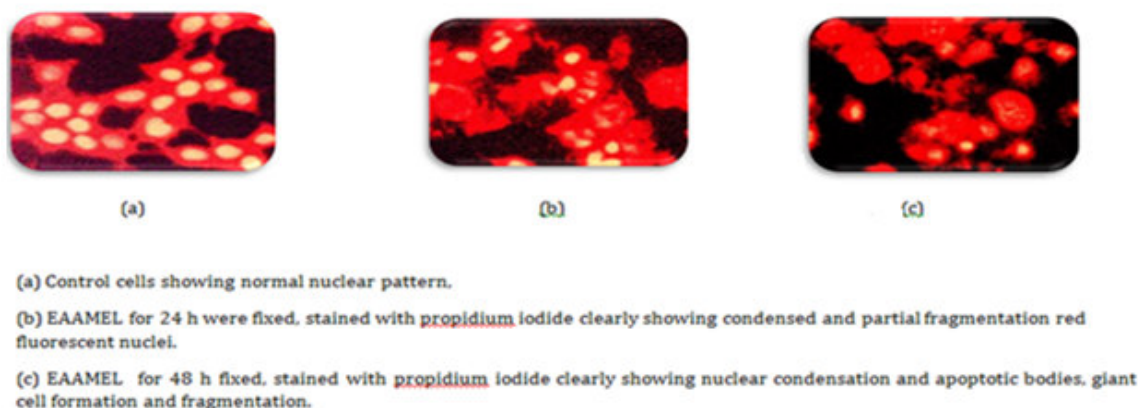 (a)
(b)
(c)
(a) Control cells showing normal nuclear pattern,
(b) EAAMEL for 24 h were fixed, stained with propidium iodide clearly showing condensed and partial fragmentation red
fluorescent nuclei.
(c) EAAMEL for 48 h fixed, stained with propidium iodide clearly showing nuclear condensation and apoptotic bodies, giant
cell formation and fragmentation.